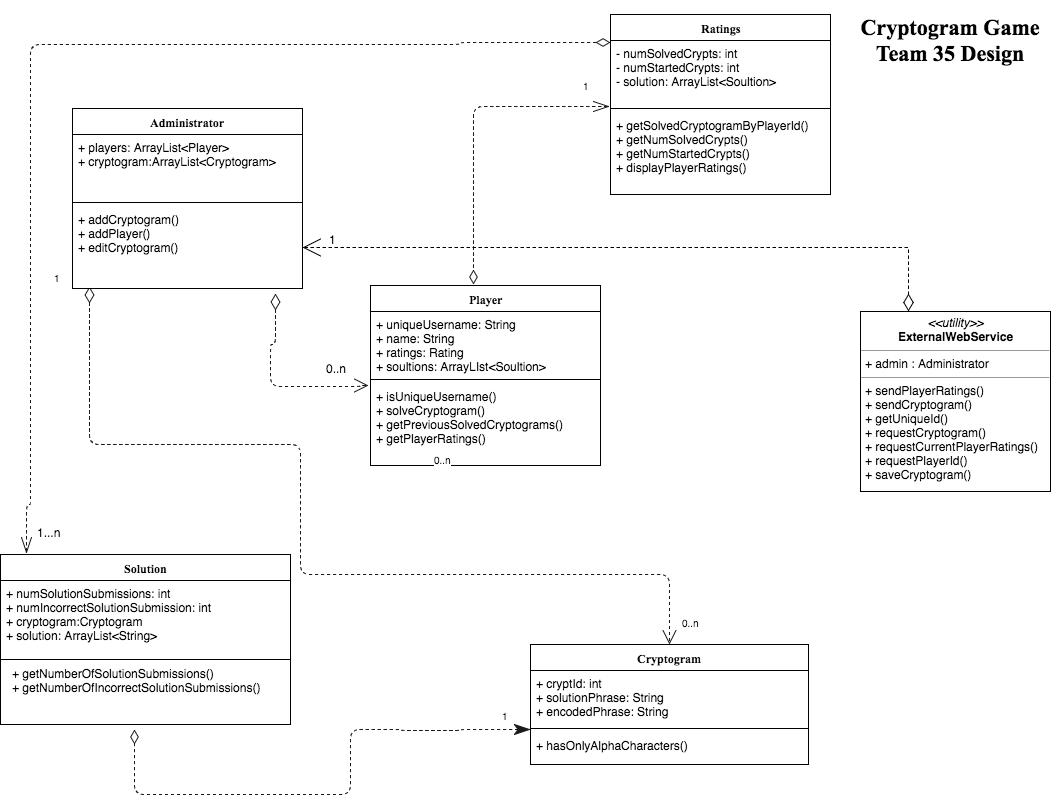 Cryptogram Game
Team 35 Design
Ratings
- numSolvedCrypts: int
- numStartedCrypts: int
- solution: ArrayList<Soultion>
+ getSolvedCryptogramByPlayerId()
+ getNumSolvedCrypts()
+ getNumStartedCrypts()
+ displayPlayerRatings()
1
Administrator
+ players: ArrayList<Player>
+ cryptogram:ArrayList<Cryptogram>
+ addCryptogram()
+ addPlayer()
+ editCryptogram()
1
1
Player
+ uniqueUsername: String
+ name: String
+ ratings: Rating
+ soultions: ArrayLIst<Soultion>
+ isUniqueUsername()
+ solveCryptogram()
+ getPreviousSolvedCryptograms()
+ getPlayerRatings()
0..n
0..n
<<utility>>
ExternalWebService
+ admin : Administrator
+ sendPlayerRatings()
+ sendCryptogram()
+ getUniqueId()
+ requestCryptogram()
+ requestCurrentPlayerRatings()
+ requestPlayerId()
+ saveCryptogram()
1...n
Solution
+ numSolutionSubmissions: int
+ numIncorrectSolutionSubmission: int
+ cryptogram:Cryptogram
+ solution: ArrayList<String>
+ getNumberOfSolutionSubmissions()
+ getNumberOfIncorrectSolutionSubmissions()
0..n
Cryptogram
+ cryptId: int
+ solutionPhrase: String
+ encodedPhrase: String
+ hasOnlyAlphaCharacters()
1